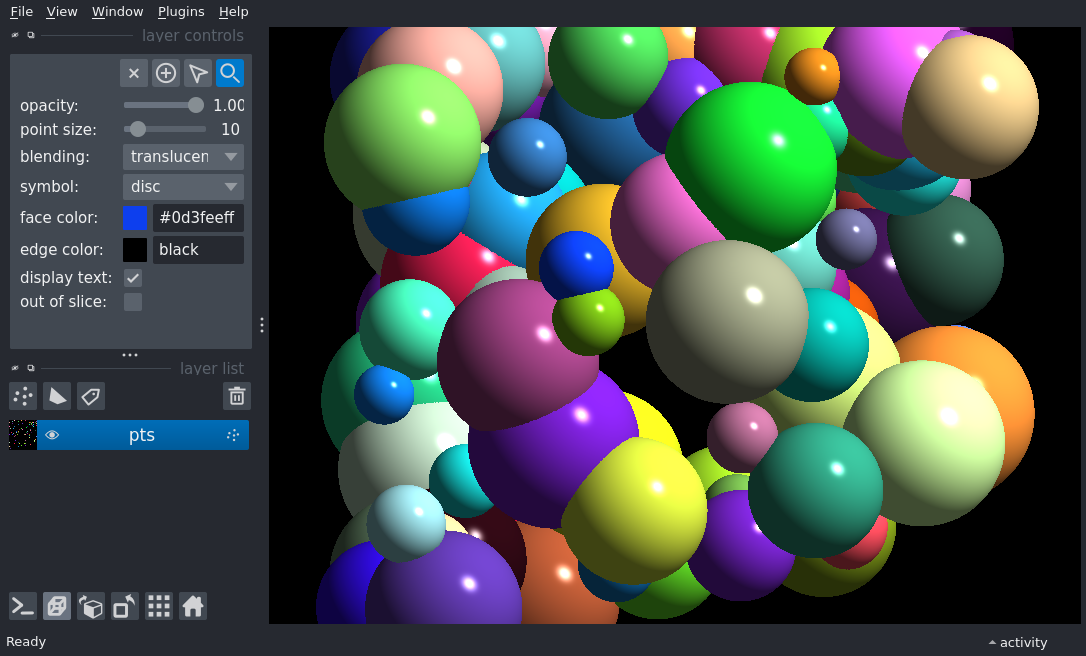 File View Window Plugins Help
layer controls
opacity: 1.00
point size: 10
blending: translucen
symbol: disc
face color: #0d3feeff
edge color: black
display text:
out of slice:
layer list
pts
Ready
activity